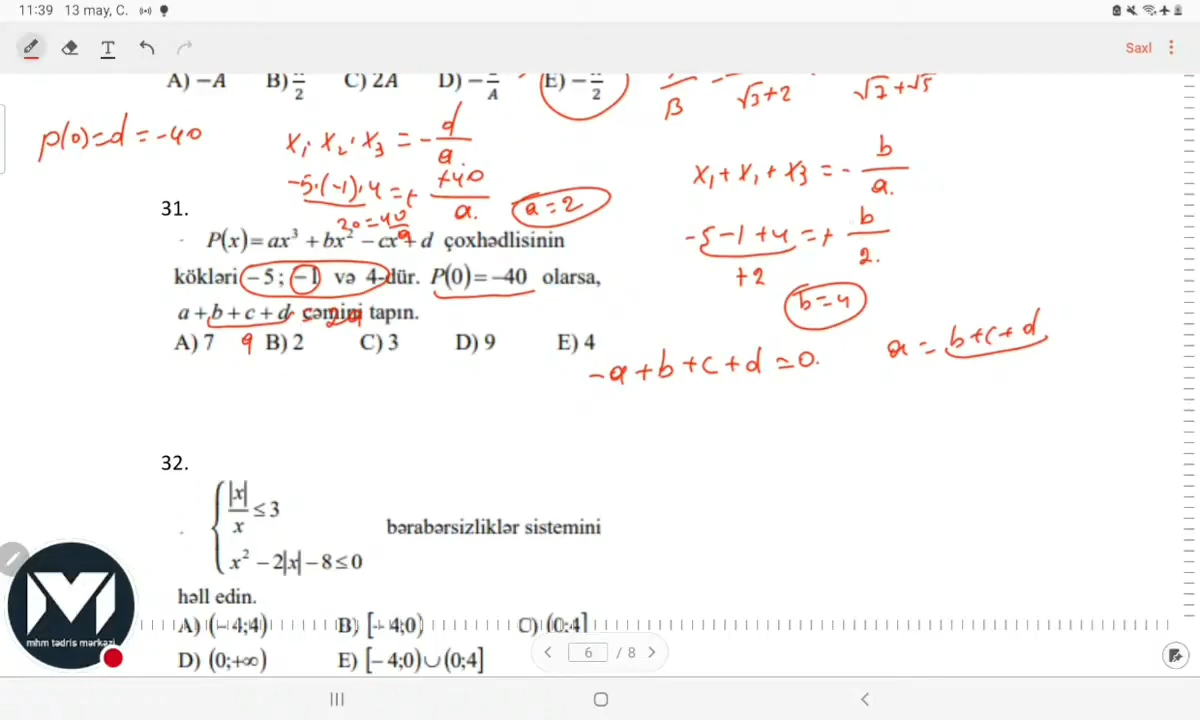 11:39 13 may, C.
Saxl
A) −A B) 2 C) 2A D) − A E) − 2
B √3+2 √7+√5
p(0)=d=-40
x₁·x₂·x₃=-d/a.
x₁+x₁+x₃=-b/a.
-5·(-1)·4=+ +40/a. a=2
20=40/a
-5-1+4=+ b/2.
+2
b=4
31.
P(x)=ax³+bx²−cx+d çoxhədlisinin
kökləri −5; −1 və 4-dür. P(0)=−40 olarsa,
a+b+c+d cəmini tapın.
A) 7 B) 2 C) 3 D) 9 E) 4
-a+b+c+d=0. a=b+c+d
32.
|x|/x ≤3
bərabərsizliklər sistemini
x²−2|x|−8≤0
həll edin.
A) (−4;4) B) [−4;0) C) (0;4]
D) (0;+∞) E) [−4;0)∪(0;4]
mhm tədris mərkəzi
6 / 8